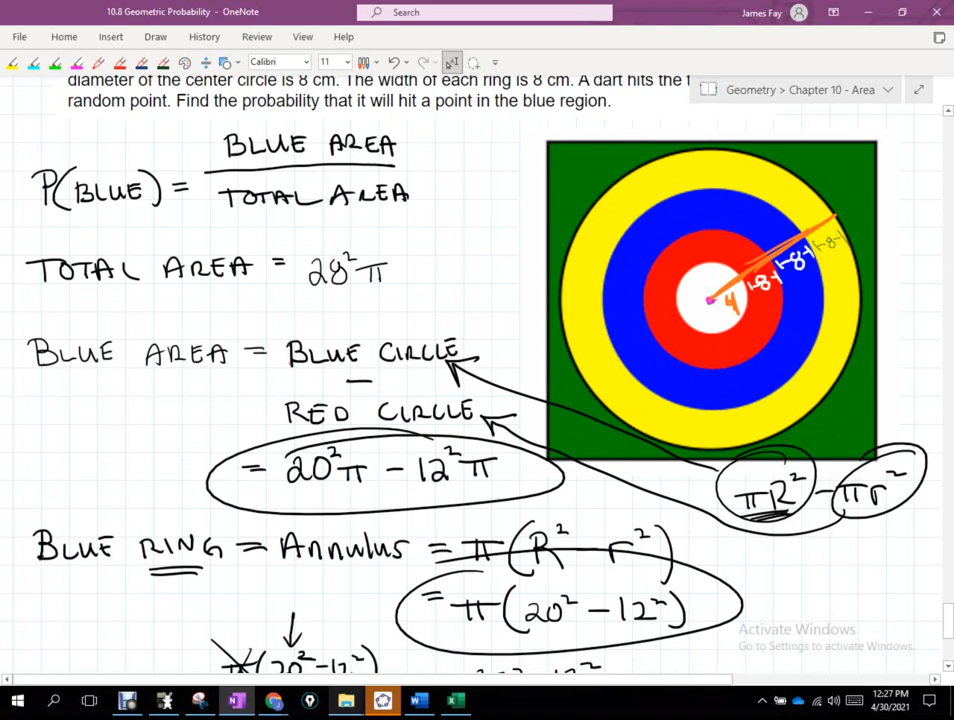 10.8 Geometric Probability - OneNote
Search
James Fay
File Home Insert Draw History Review View Help
Calibri 11
diameter of the center circle is 8 cm. The width of each ring is 8 cm. A dart hits the
random point. Find the probability that it will hit a point in the blue region.
Geometry > Chapter 10 - Area
P(BLUE) = BLUE AREA
TOTAL AREA
TOTAL AREA = 28²π
BLUE AREA = BLUE CIRCLE
—
RED CIRCLE
= 20²π - 12²π
4 8 8 8
πR² - πr²
BLUE RING = Annulus = π(R² r²)
= π(20² - 12²)
π(20² - 12²)
Activate Windows
Go to Settings to activate Windows.
12:27 PM
4/30/2021